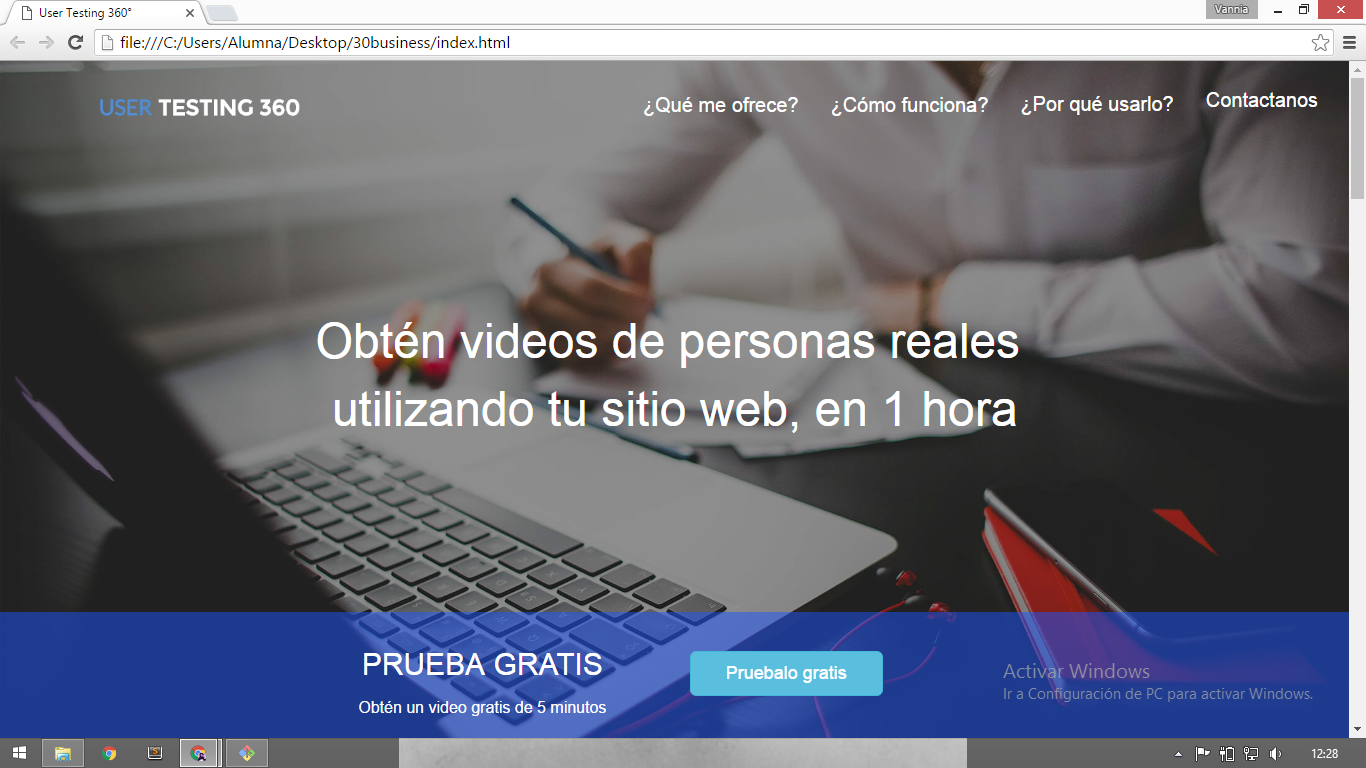 User Testing 360°
Vannia
file:///C:/Users/Alumna/Desktop/30business/index.html
USER TESTING 360
¿Qué me ofrece?
¿Cómo funciona?
¿Por qué usarlo?
Contactanos
Obtén videos de personas reales
utilizando tu sitio web, en 1 hora
PRUEBA GRATIS
Obtén un video gratis de 5 minutos
Pruebalo gratis
Activar Windows
Ir a Configuración de PC para activar Windows.
12:28